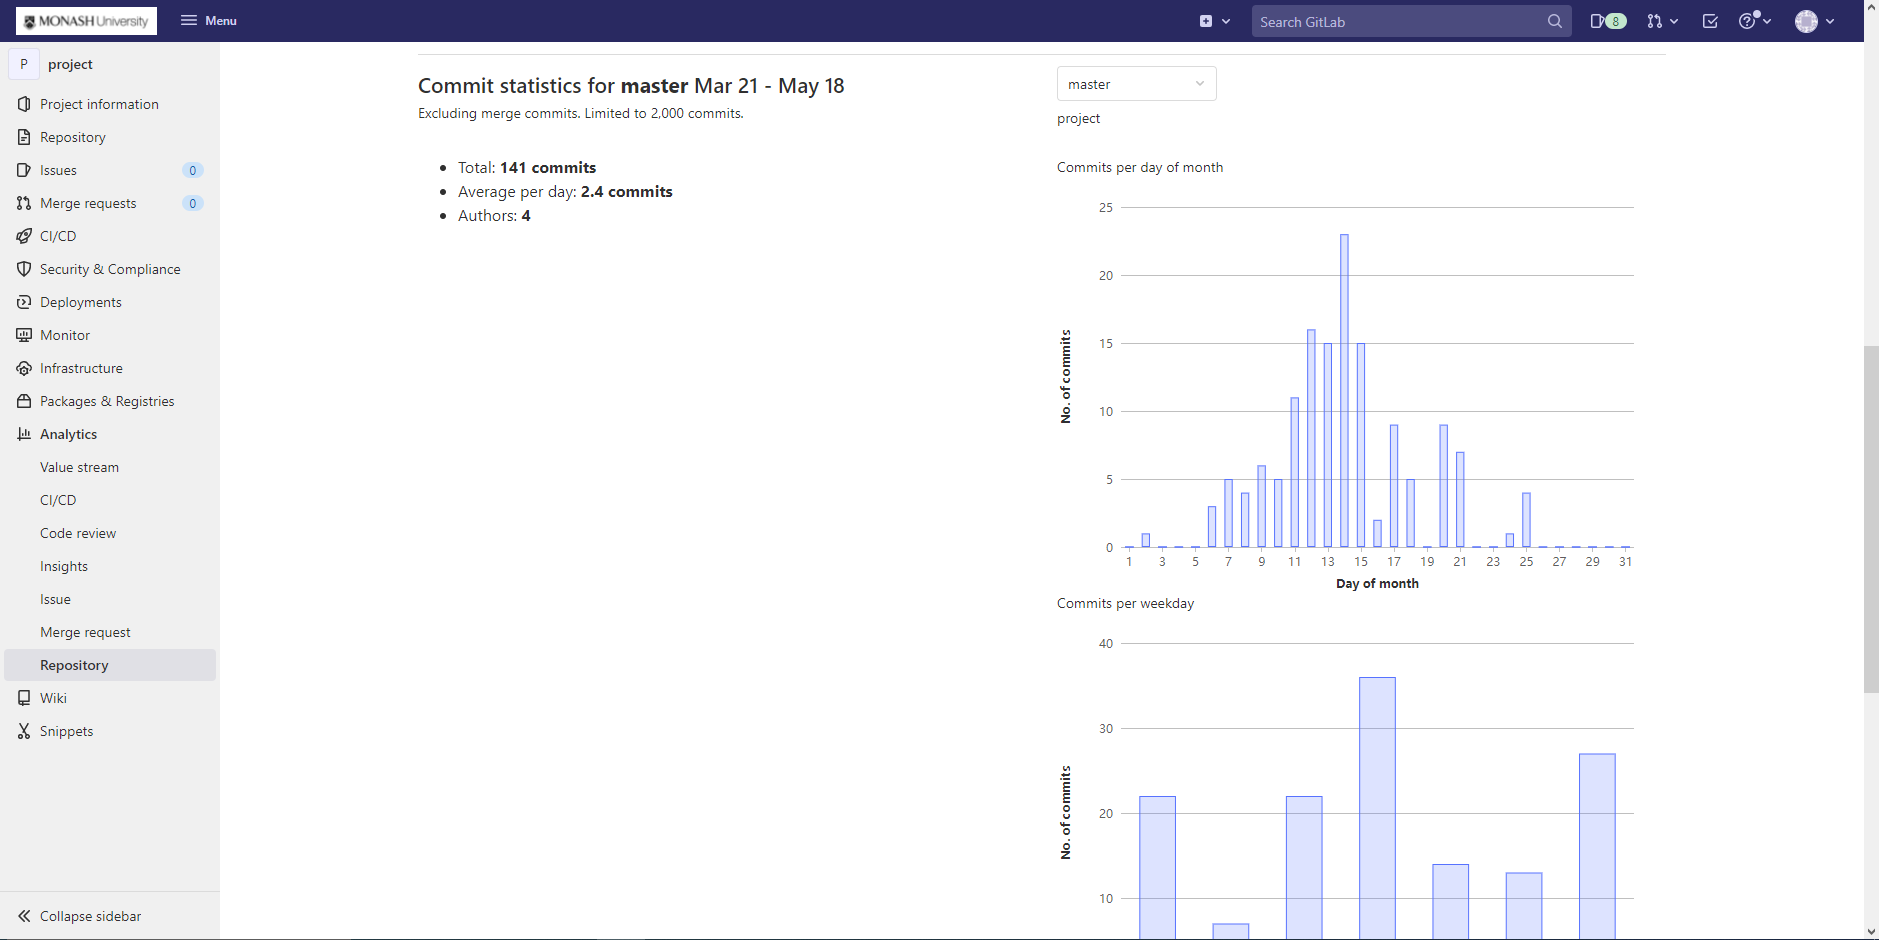 MONASH University
Menu
Search GitLab
8
P
project
Project information
Repository
Issues
0
Merge requests
0
CI/CD
Security & Compliance
Deployments
Monitor
Infrastructure
Packages & Registries
Analytics
Value stream
CI/CD
Code review
Insights
Issue
Merge request
Repository
Wiki
Snippets
Collapse sidebar
Commit statistics for master Mar 21 - May 18
Excluding merge commits. Limited to 2,000 commits.
Total: 141 commits
Average per day: 2.4 commits
Authors: 4
master
project
Commits per day of month
25
20
15
10
5
0
No. of commits
1 3 5 7 9 11 13 15 17 19 21 23 25 27 29 31
Day of month
Commits per weekday
40
30
20
10
No. of commits